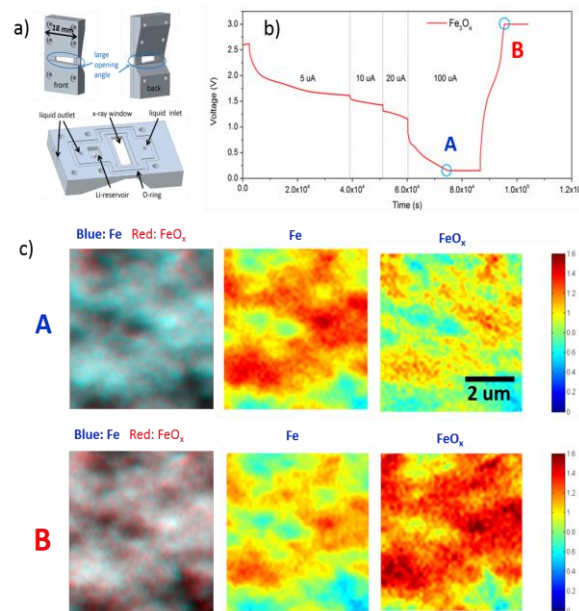 a)
18 mm
large
opening
angle
front
back
liquid outlet
x-ray window
liquid inlet
Li-reservoir
O-ring
b)
Fe₃O₄
Voltage (V)
3.0
2.5
2.0
1.5
1.0
0.5
0.0
5 uA
10 uA
20 uA
100 uA
A
B
0.0
2.0x10⁴
4.0x10⁴
6.0x10⁴
8.0x10⁴
1.0x10⁵
1.2x10⁵
Time (s)
c)
Blue: Fe Red: FeOₓ
Fe
FeOₓ
A
2 um
1.6
1.4
1.2
1
0.8
0.6
0.4
0.2
0
Blue: Fe Red: FeOₓ
Fe
FeOₓ
B
1.6
1.4
1.2
1
0.8
0.6
0.4
0.2
0